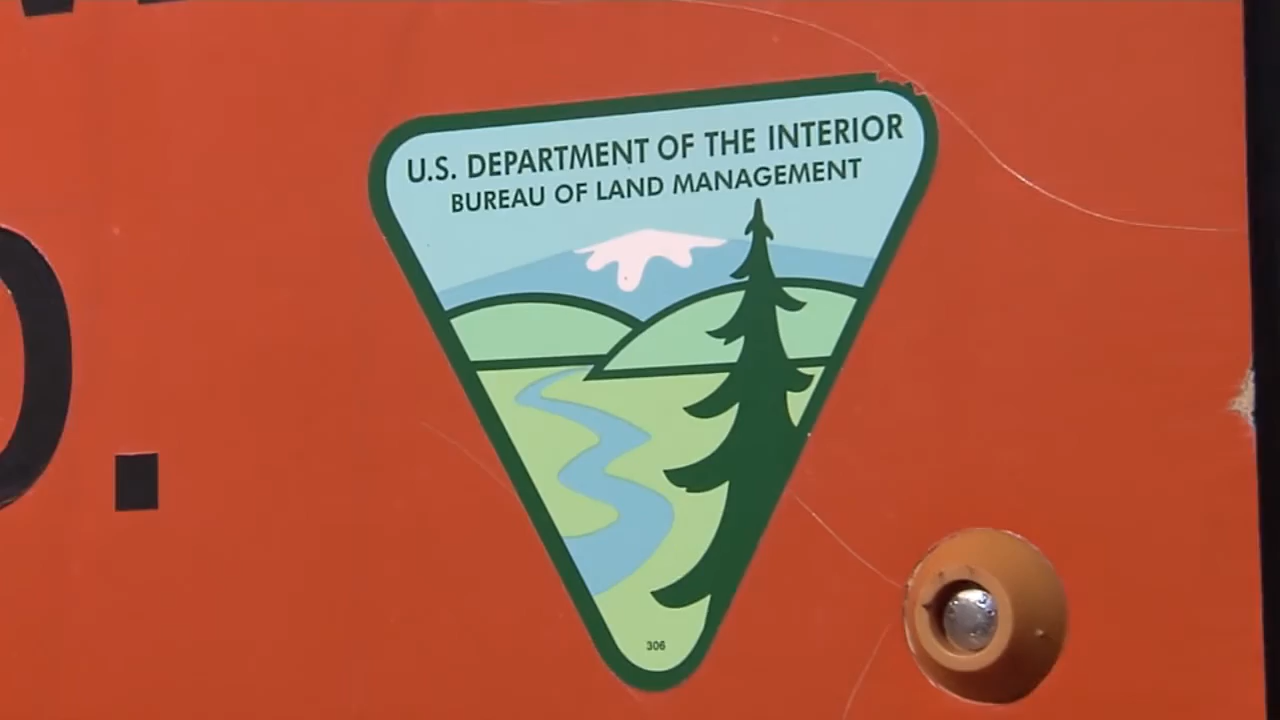 U.S. DEPARTMENT OF THE INTERIOR
BUREAU OF LAND MANAGEMENT
306